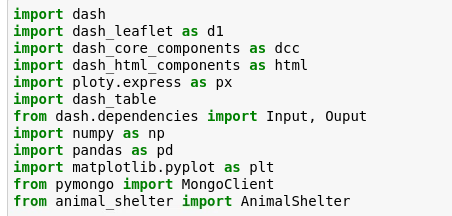 import dash
import dash_leaflet as d1
import dash_core_components as dcc
import dash_html_components as html
import ploty.express as px
import dash_table
from dash.dependencies import Input, Ouput
import numpy as np
import pandas as pd
import matplotlib.pyplot as plt
from pymongo import MongoClient
from animal_shelter import AnimalShelter